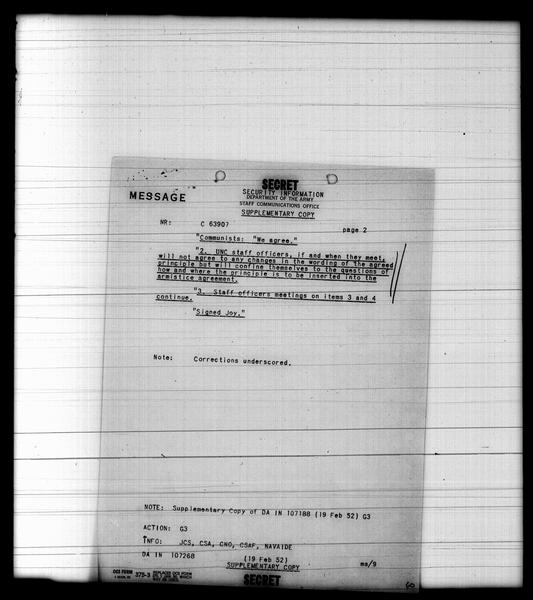 SECRET
SECURITY INFORMATION
DEPARTMENT OF THE ARMY
STAFF COMMUNICATIONS OFFICE
MESSAGE
SUPPLEMENTARY COPY
NR: C 63907 page 2
"Communists: "We agree."
"2. UNC staff officers, if and when they meet,
will not agree to any changes in the wording of the agreed
principle but will confine themselves to the questions of
how and where the principle is to be inserted into the
armistice agreement.
"3. Staff officers meetings on items 3 and 4
continue.
"Signed Joy."
Note: Corrections underscored.
NOTE: Supplementary Copy of DA IN 107188 (19 Feb 52) G3
ACTION: G3
INFO: JCS, CSA, CNO, CSAF, NAVAIDE
DA IN 107268 (19 Feb 52) ms/9
SUPPLEMENTARY COPY
OCS FORM 375-3
SECRET